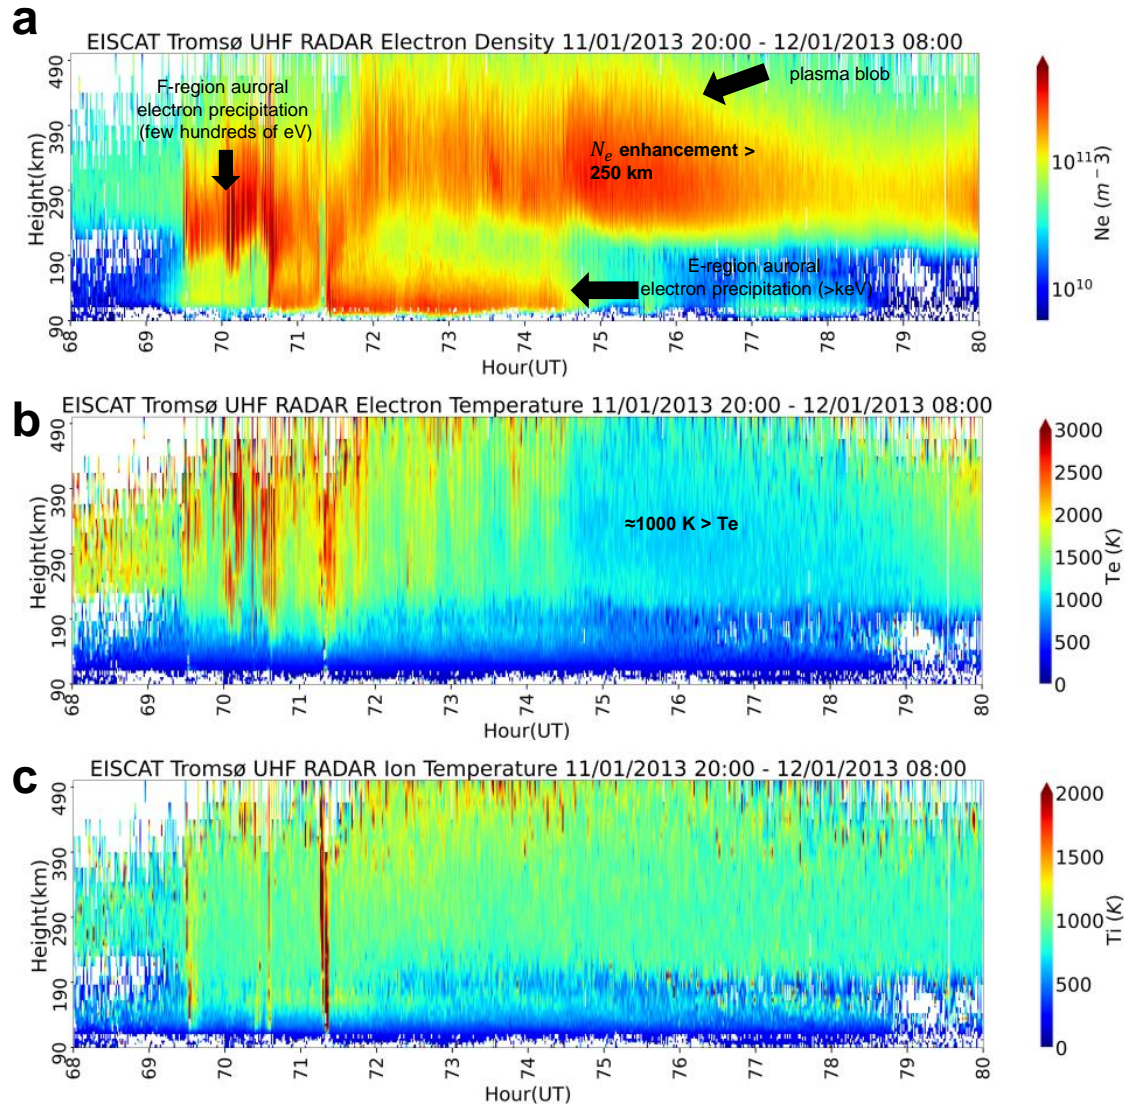 a
EISCAT Tromsø UHF RADAR Electron Density 11/01/2013 20:00 - 12/01/2013 08:00
F-region auroral
electron precipitation
(few hundreds of eV)
plasma blob
Nₑ enhancement >
250 km
E-region auroral
electron precipitation (>keV)
490
390
290
190
90
Height(km)
68 69 70 71 72 73 74 75 76 77 78 79 80
Hour(UT)
10¹¹
10¹⁰
Ne (m⁻3)
b
EISCAT Tromsø UHF RADAR Electron Temperature 11/01/2013 20:00 - 12/01/2013 08:00
≈1000 K > Te
490
390
290
190
90
Height(km)
68 69 70 71 72 73 74 75 76 77 78 79 80
Hour(UT)
3000
2500
2000
1500
1000
500
0
Te (K)
c
EISCAT Tromsø UHF RADAR Ion Temperature 11/01/2013 20:00 - 12/01/2013 08:00
490
390
290
190
90
Height(km)
68 69 70 71 72 73 74 75 76 77 78 79 80
Hour(UT)
2000
1500
1000
500
0
Ti (K)